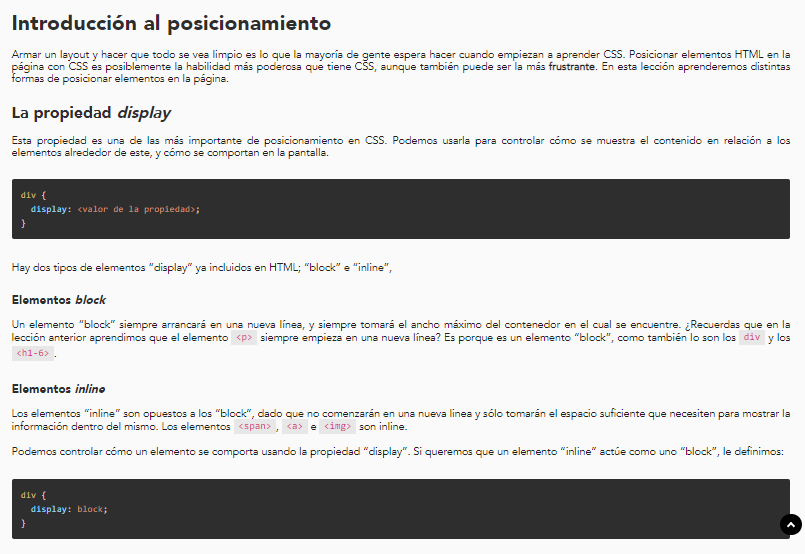 Introducción al posicionamiento
Armar un layout y hacer que todo se vea limpio es lo que la mayoría de gente espera hacer cuando empiezan a aprender CSS. Posicionar elementos HTML en la
página con CSS es posiblemente la habilidad más poderosa que tiene CSS, aunque también puede ser la más frustrante. En esta lección aprenderemos distintas
formas de posicionar elementos en la página.
La propiedad display
Esta propiedad es una de las más importante de posicionamiento en CSS. Podemos usarla para controlar cómo se muestra el contenido en relación a los
elementos alrededor de este, y cómo se comportan en la pantalla.
div {
display: <valor de la propiedad>;
}
Hay dos tipos de elementos “display” ya incluidos en HTML; “block” e “inline”,
Elementos block
Un elemento “block” siempre arrancará en una nueva línea, y siempre tomará el ancho máximo del contenedor en el cual se encuentre. ¿Recuerdas que en la
lección anterior aprendimos que el elemento <p> siempre empieza en una nueva línea? Es porque es un elemento “block”, como también lo son los div y los
<h1-6>.
Elementos inline
Los elementos “inline” son opuestos a los “block”, dado que no comenzarán en una nueva linea y sólo tomarán el espacio suficiente que necesiten para mostrar la
información dentro del mismo. Los elementos <span>, <a> e <img> son inline.
Podemos controlar cómo un elemento se comporta usando la propiedad “display”. Si queremos que un elemento “inline” actúe como uno “block”, le definimos:
div {
display: block;
}